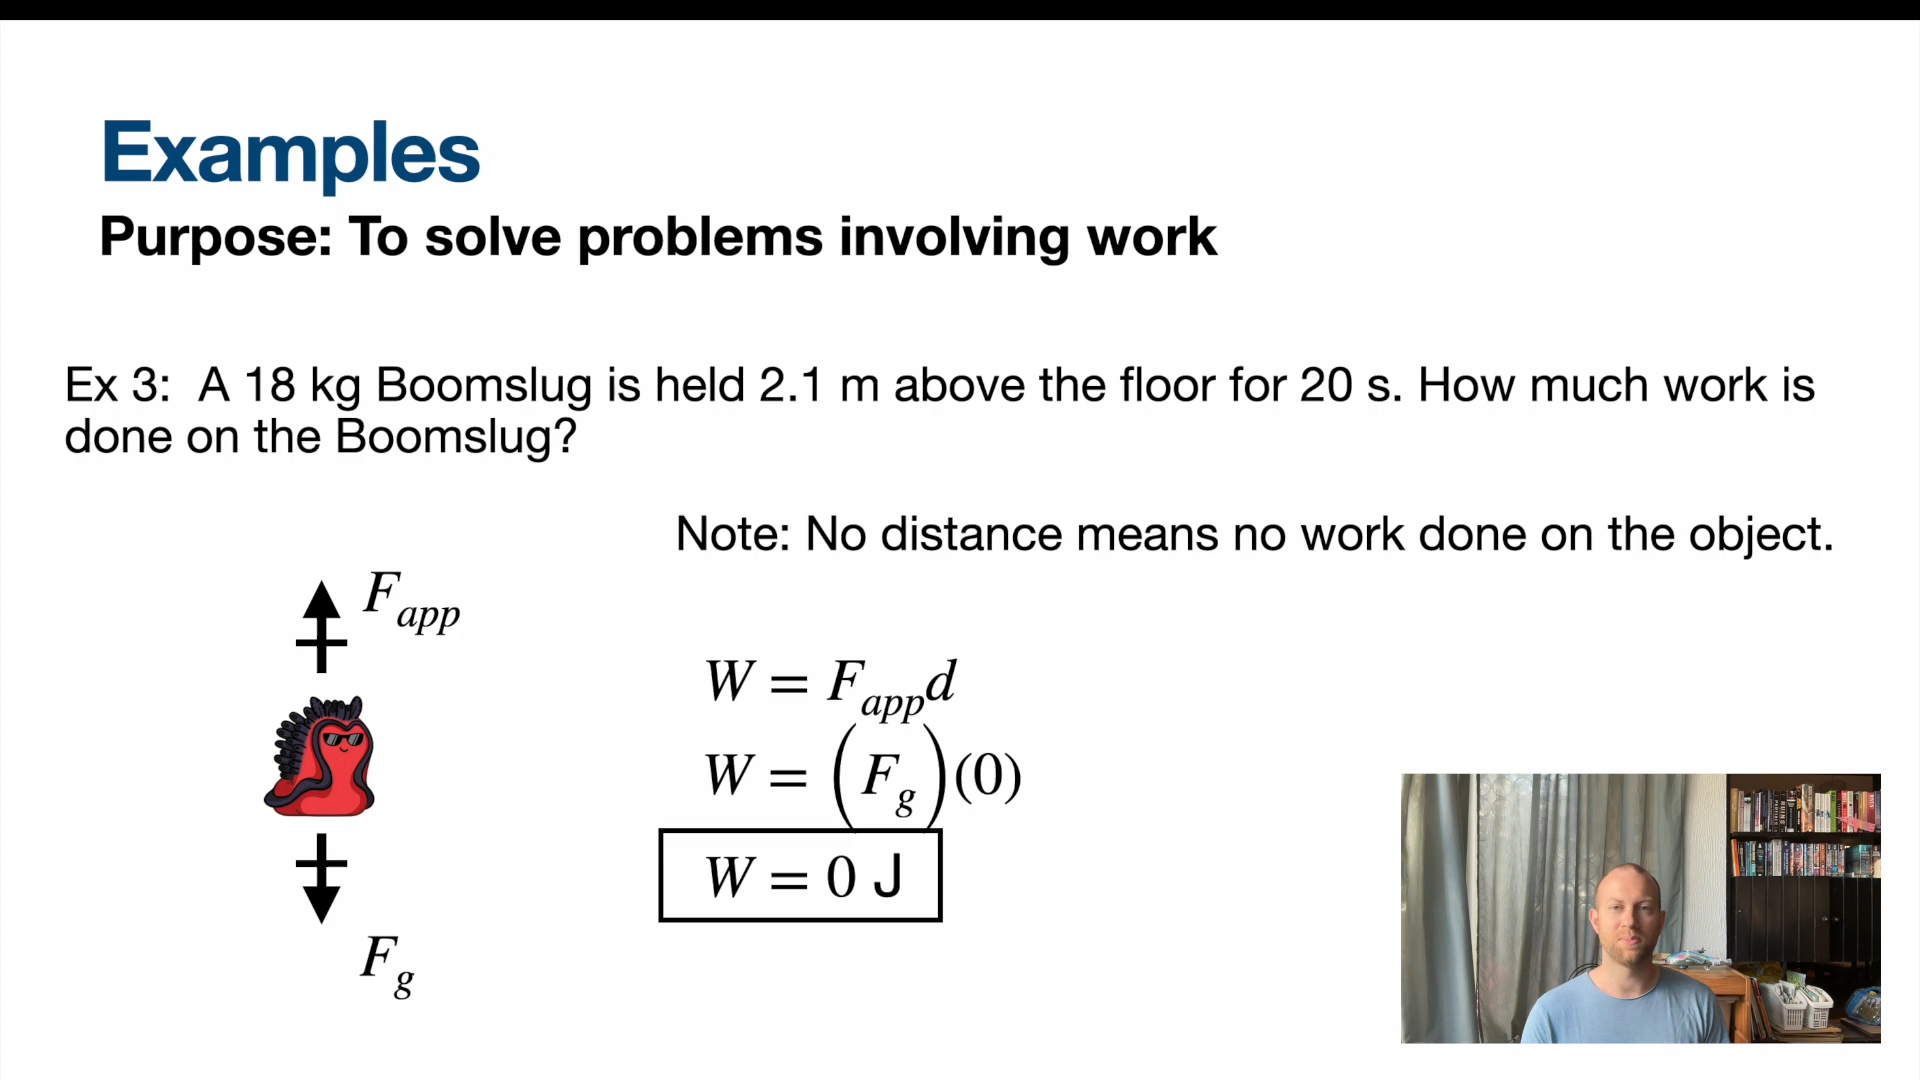 Examples
Purpose: To solve problems involving work
Ex 3: A 18 kg Boomslug is held 2.1 m above the floor for 20 s. How much work is
done on the Boomslug?
Note: No distance means no work done on the object.
F_app
W = F_app d
W = (F_g)(0)
W = 0 J
F_g